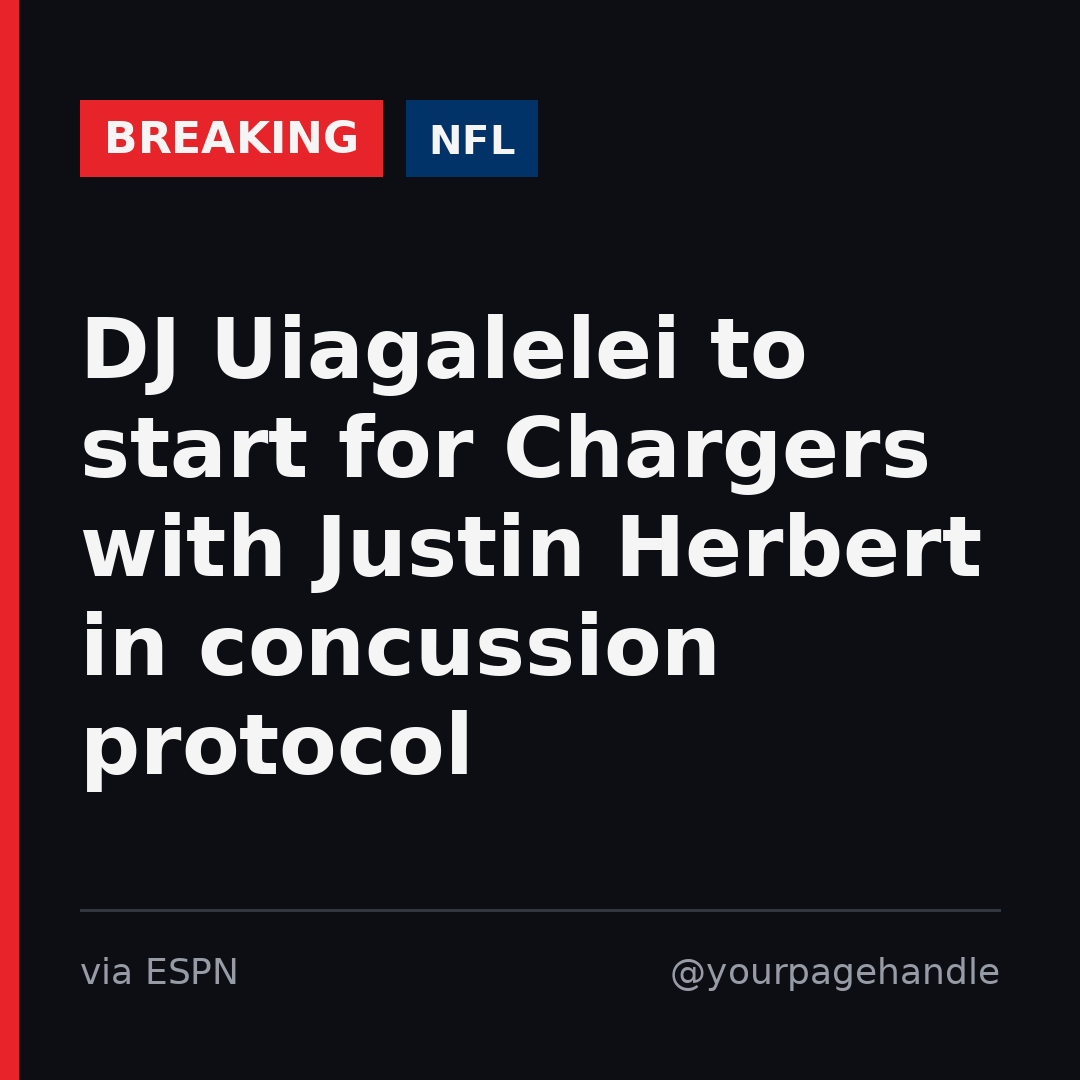 BREAKING NFL
DJ Uiagalelei to
start for Chargers
with Justin Herbert
in concussion
protocol
via ESPN @yourpagehandle